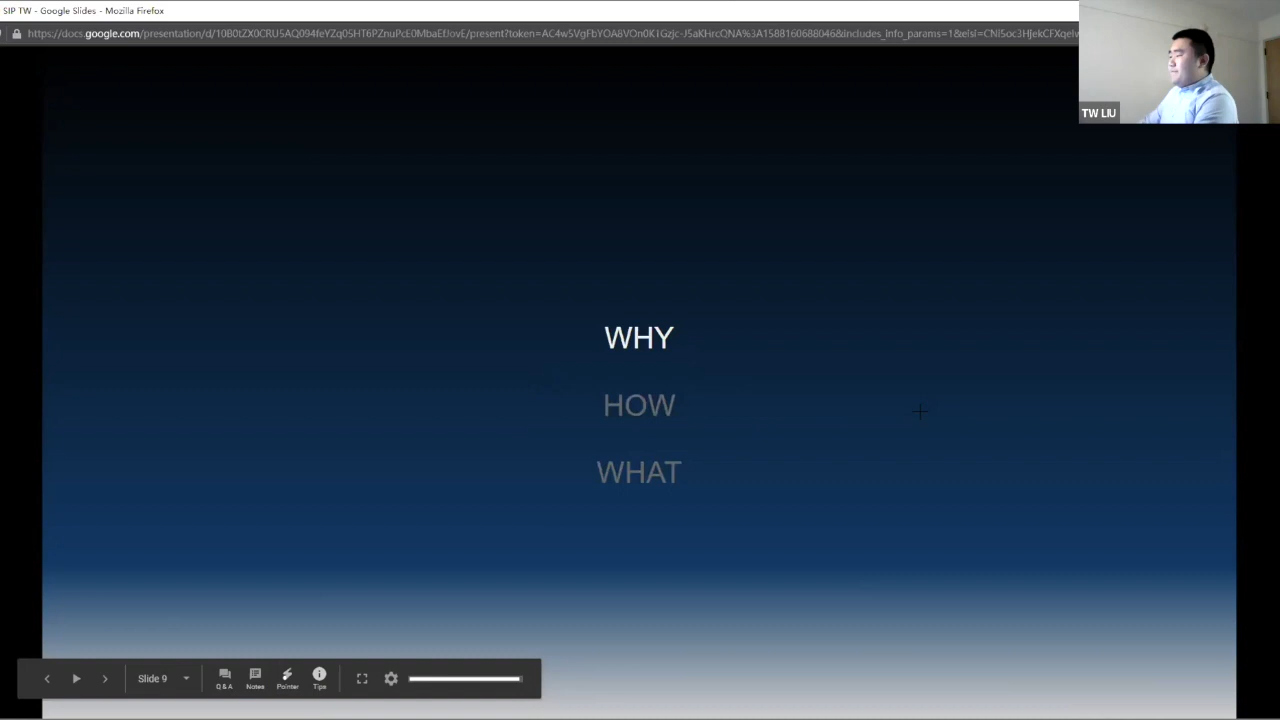 SIP TW - Google Slides - Mozilla Firefox
TW LIU
WHY
HOW
WHAT
Slide 9
Q & A
Notes
Pointer
Tips